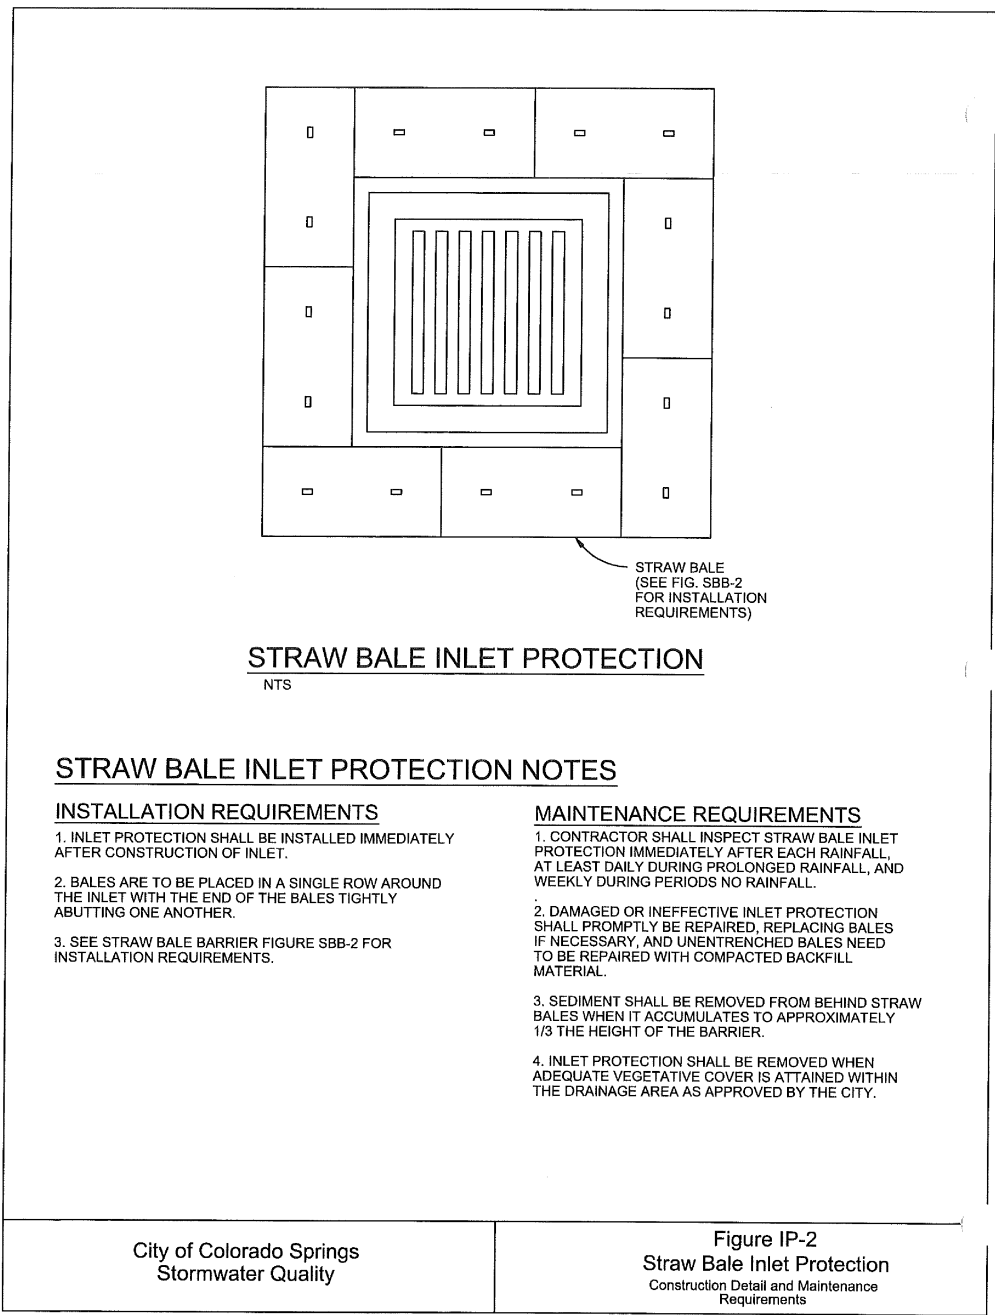 STRAW BALE
(SEE FIG. SBB-2
FOR INSTALLATION
REQUIREMENTS)
STRAW BALE INLET PROTECTION
NTS
STRAW BALE INLET PROTECTION NOTES
INSTALLATION REQUIREMENTS
1. INLET PROTECTION SHALL BE INSTALLED IMMEDIATELY
AFTER CONSTRUCTION OF INLET.
2. BALES ARE TO BE PLACED IN A SINGLE ROW AROUND
THE INLET WITH THE END OF THE BALES TIGHTLY
ABUTTING ONE ANOTHER.
3. SEE STRAW BALE BARRIER FIGURE SBB-2 FOR
INSTALLATION REQUIREMENTS.
MAINTENANCE REQUIREMENTS
1. CONTRACTOR SHALL INSPECT STRAW BALE INLET
PROTECTION IMMEDIATELY AFTER EACH RAINFALL,
AT LEAST DAILY DURING PROLONGED RAINFALL, AND
WEEKLY DURING PERIODS NO RAINFALL.
.
2. DAMAGED OR INEFFECTIVE INLET PROTECTION
SHALL PROMPTLY BE REPAIRED, REPLACING BALES
IF NECESSARY, AND UNENTRENCHED BALES NEED
TO BE REPAIRED WITH COMPACTED BACKFILL
MATERIAL.
3. SEDIMENT SHALL BE REMOVED FROM BEHIND STRAW
BALES WHEN IT ACCUMULATES TO APPROXIMATELY
1/3 THE HEIGHT OF THE BARRIER.
4. INLET PROTECTION SHALL BE REMOVED WHEN
ADEQUATE VEGETATIVE COVER IS ATTAINED WITHIN
THE DRAINAGE AREA AS APPROVED BY THE CITY.
City of Colorado Springs
Stormwater Quality
Figure IP-2
Straw Bale Inlet Protection
Construction Detail and Maintenance
Requirements